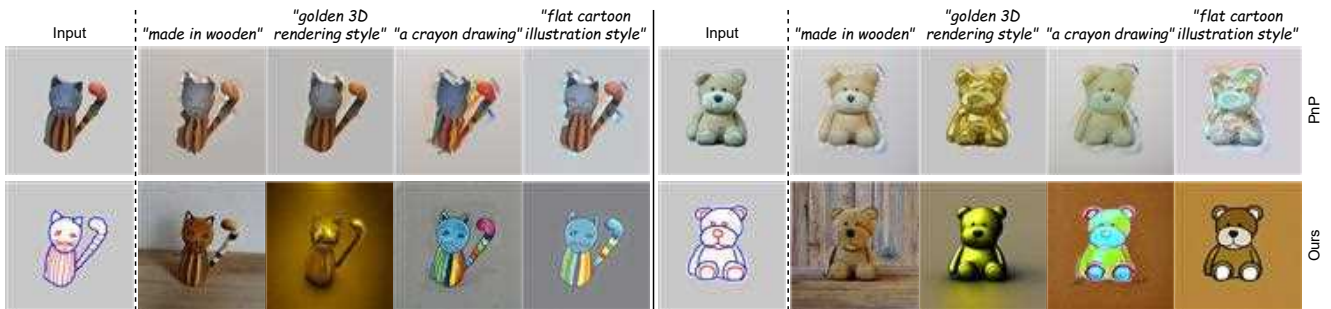 Input
"made in wooden"
"golden 3D
rendering style"
"a crayon drawing"
"flat cartoon
illustration style"
Input
"made in wooden"
"golden 3D
rendering style"
"a crayon drawing"
"flat cartoon
illustration style"
PnP
Ours